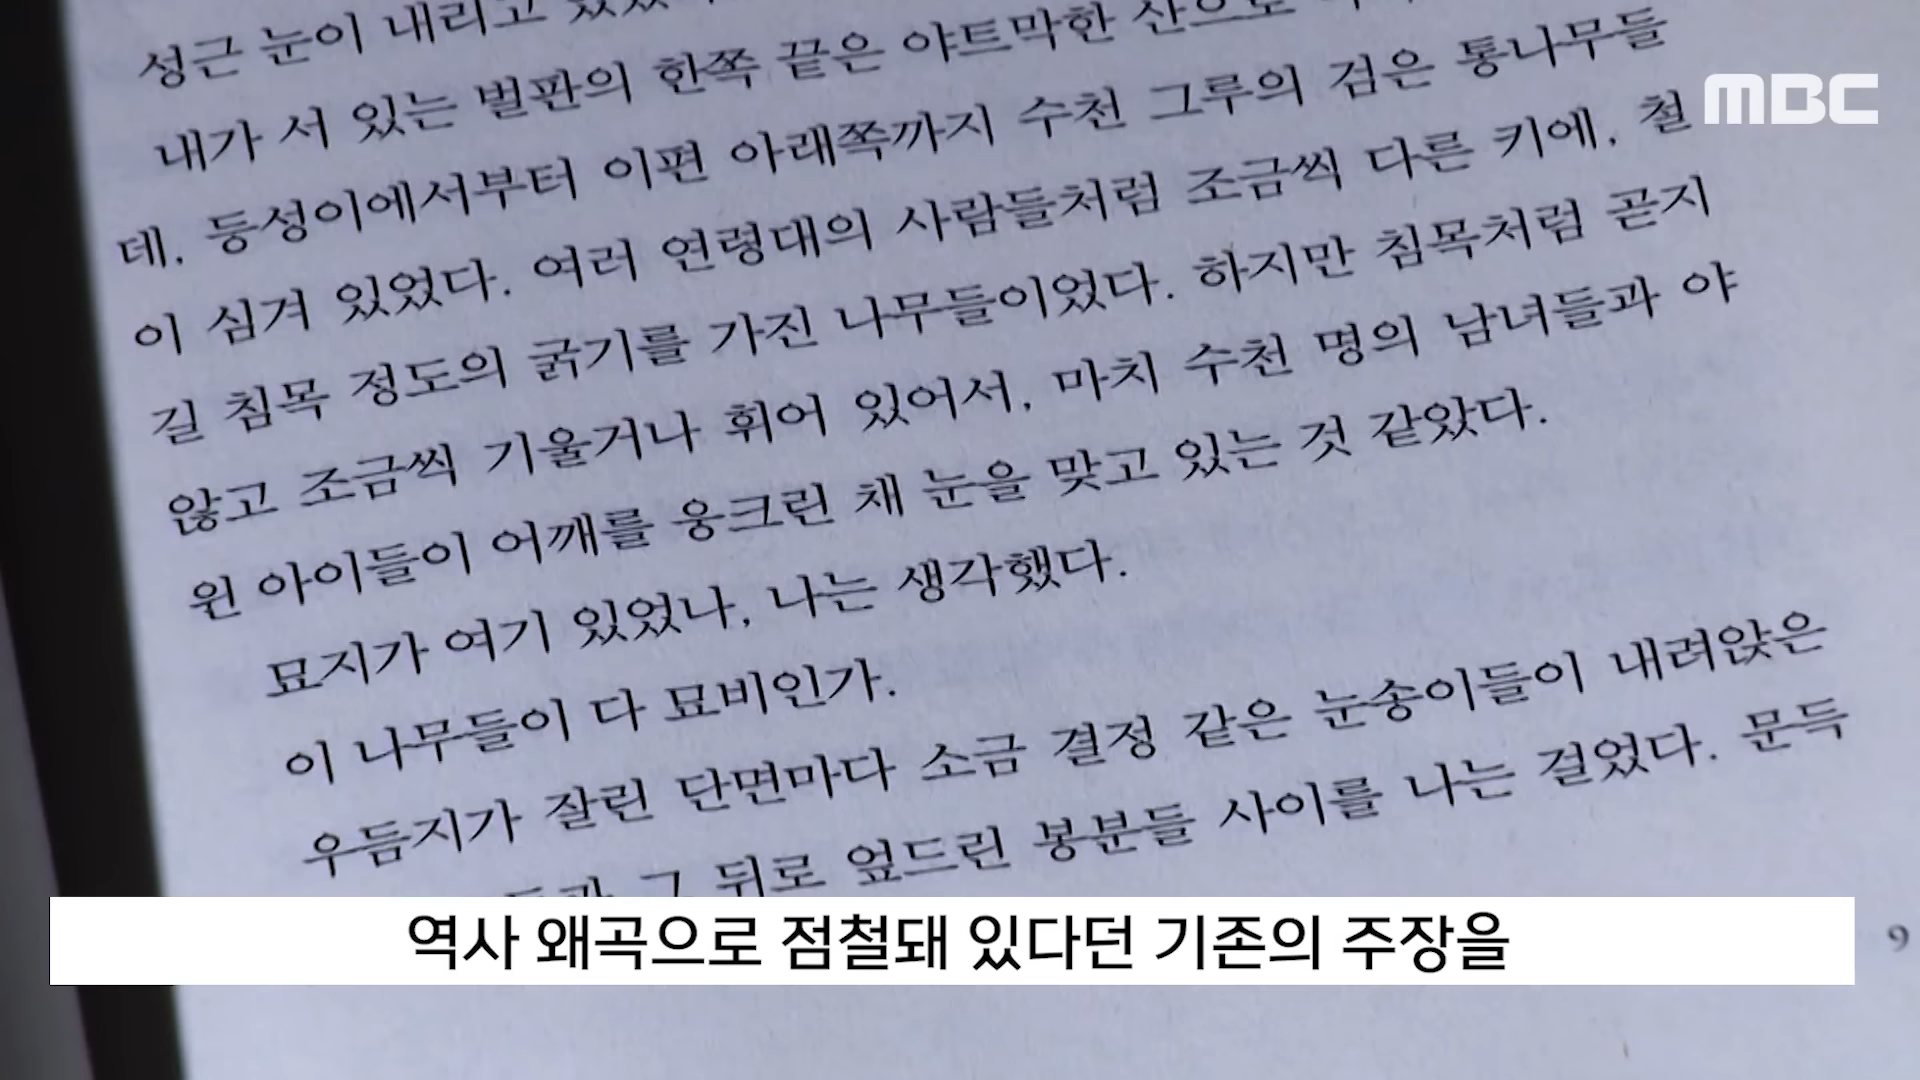 성근 눈이 내리고
내가 서 있는 벌판의 한쪽 끝은 야트막한 산으로
데, 등성이에서부터 이편 아래쪽까지 수천 그루의 검은 통나무들
이 심겨 있었다. 여러 연령대의 사람들처럼 조금씩 다른 키에, 철
길 침목 정도의 굵기를 가진 나무들이었다. 하지만 침목처럼 곧지
않고 조금씩 기울거나 휘어 있어서, 마치 수천 명의 남녀들과 야
윈 아이들이 어깨를 웅크린 채 눈을 맞고 있는 것 같았다.
묘지가 여기 있었나, 나는 생각했다.
이 나무들이 다 묘비인가.
우듬지가 잘린 단면마다 소금 결정 같은 눈송이들이 내려앉은
그 뒤로 엎드린 봉분들 사이를 나는 걸었다. 문득
9
MBC
역사 왜곡으로 점철돼 있다던 기존의 주장을